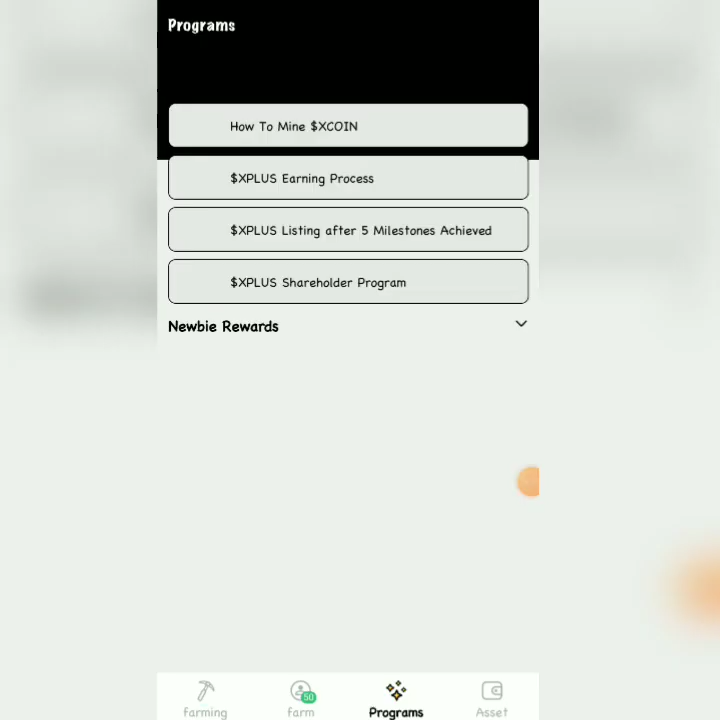 Programs
How To Mine $XCOIN
$XPLUS Earning Process
$XPLUS Listing after 5 Milestones Achieved
$XPLUS Shareholder Program
Newbie Rewards
50
farming
farm
Programs
Asset